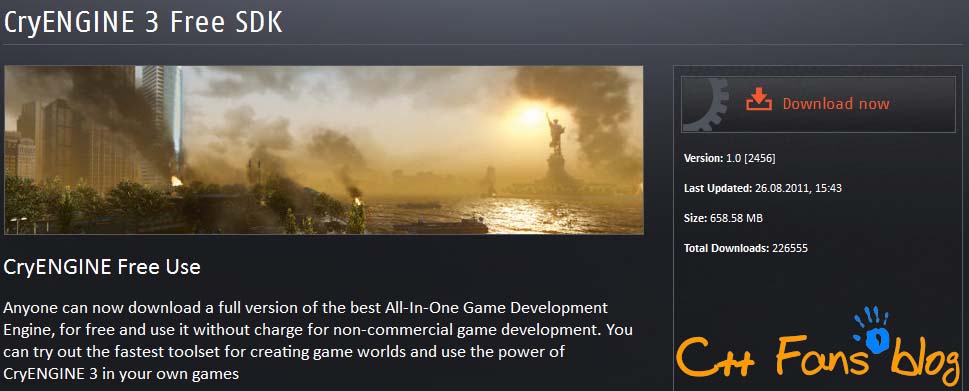 CryENGINE 3 Free SDK
Download now
Version: 1.0 [2456]
Last Updated: 26.08.2011, 15:43
Size: 658.58 MB
Total Downloads: 226555
CryENGINE Free Use
Anyone can now download a full version of the best All-In-One Game Development
Engine, for free and use it without charge for non-commercial game development. You
can try out the fastest toolset for creating game worlds and use the power of
CryENGINE 3 in your own games
C++ Fans blog